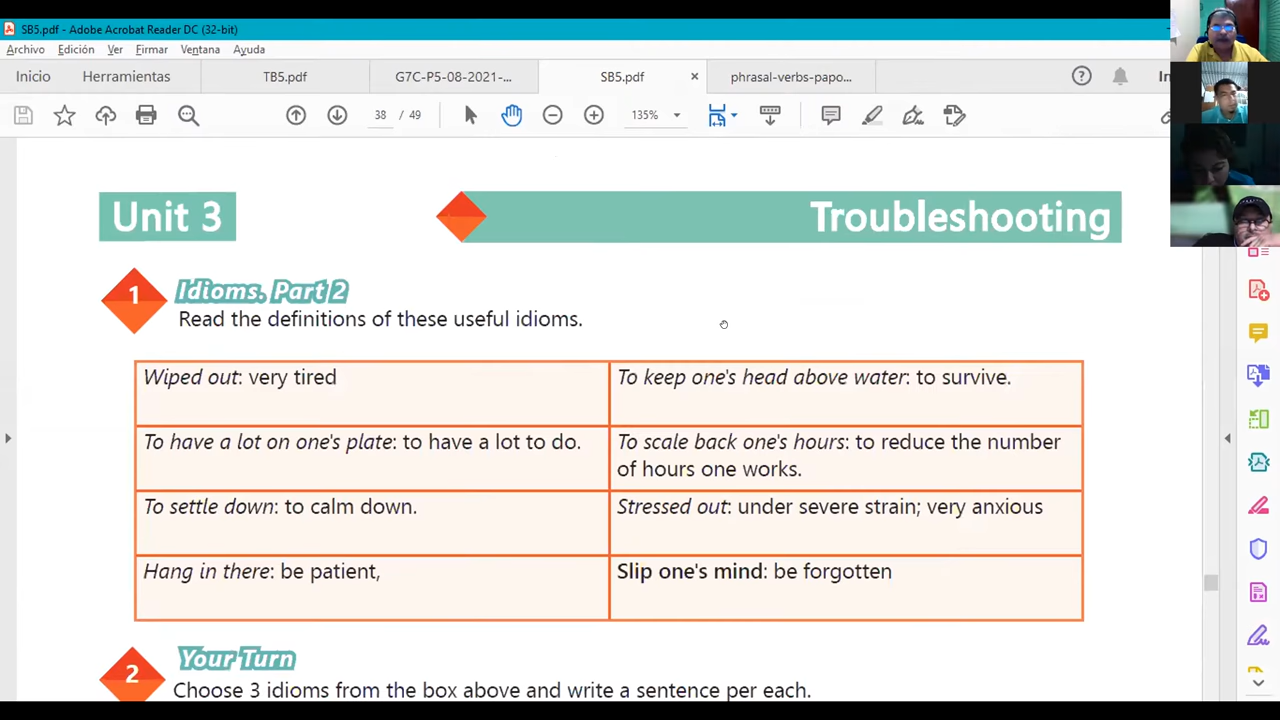 SB5.pdf - Adobe Acrobat Reader DC (32-bit)
Archivo Edición Ver Firmar Ventana Ayuda
Inicio Herramientas TB5.pdf G7C-P5-08-2021-... SB5.pdf × phrasal-verbs-papo...
38 / 49 135%
Unit 3 Troubleshooting
1 Idioms. Part 2
Read the definitions of these useful idioms.
Wiped out: very tired
To keep one's head above water: to survive.
To have a lot on one's plate: to have a lot to do.
To scale back one's hours: to reduce the number
of hours one works.
To settle down: to calm down.
Stressed out: under severe strain; very anxious
Hang in there: be patient,
Slip one's mind: be forgotten
2 Your Turn
Choose 3 idioms from the box above and write a sentence per each.